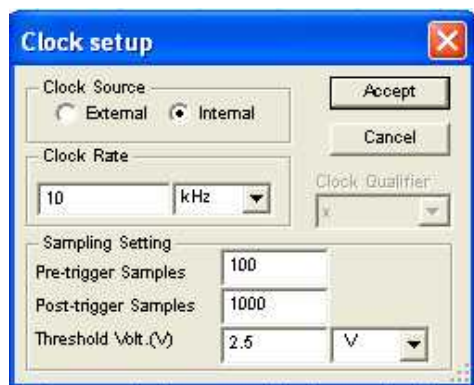 Clock setup
Clock Source
External Internal
Accept
Cancel
Clock Rate
10 kHz
Clock Qualifier
x
Sampling Setting
Pre-trigger Samples 100
Post-trigger Samples 1000
Threshold Volt.(V) 2.5 V